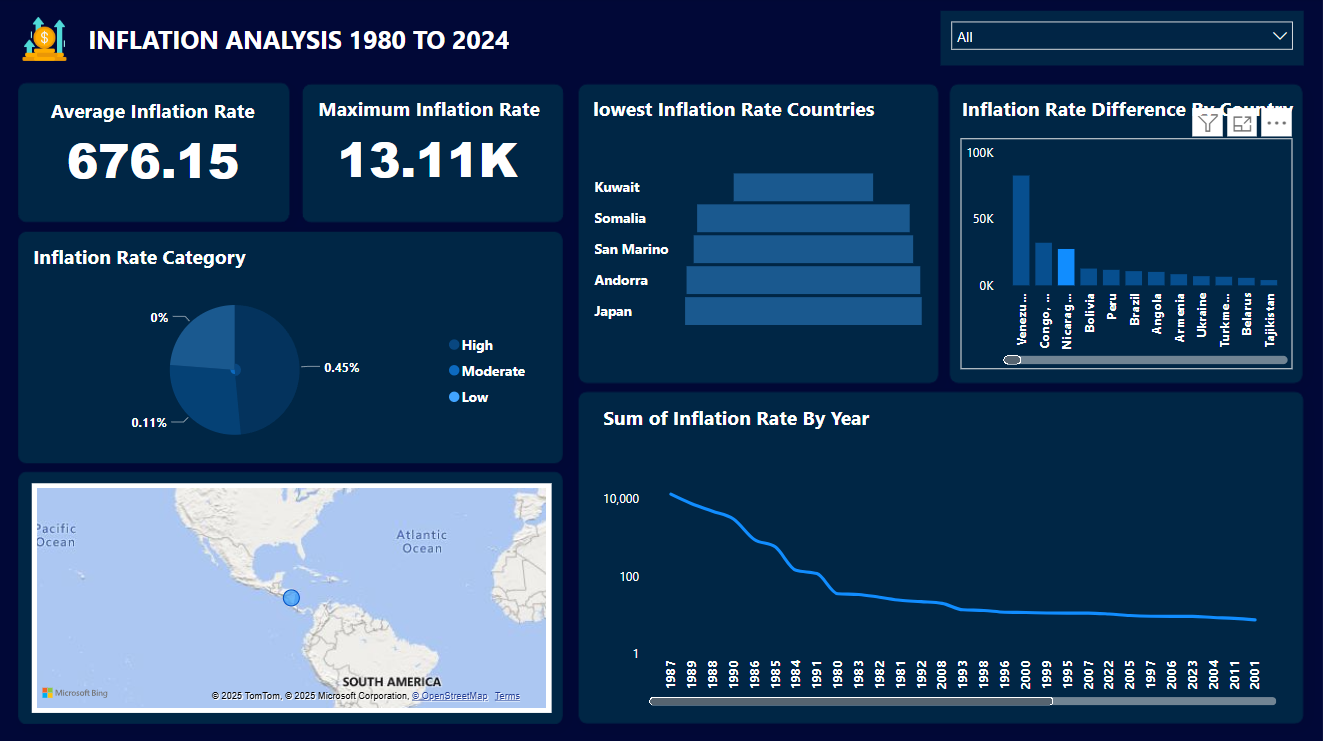 INFLATION ANALYSIS 1980 TO 2024
All
Average Inflation Rate
676.15
Maximum Inflation Rate
13.11K
lowest Inflation Rate Countries
Kuwait
Somalia
San Marino
Andorra
Japan
Inflation Rate Difference By Country
100K
50K
0K
Venezu...
Congo, ...
Nicarag...
Bolivia
Peru
Brazil
Angola
Armenia
Ukraine
Turkme...
Belarus
Tajikistan
Inflation Rate Category
0%
0.45%
0.11%
High
Moderate
Low
Sum of Inflation Rate By Year
10,000
100
1
1987
1989
1988
1990
1986
1985
1984
1991
1980
1983
1982
1981
1992
2008
1993
1998
1996
2000
1999
1995
2007
2022
2005
1997
2006
2023
2004
2011
2001
Pacific
Ocean
Atlantic
Ocean
SOUTH AMERICA
Microsoft Bing
© 2025 TomTom, © 2025 Microsoft Corporation, © OpenStreetMap Terms